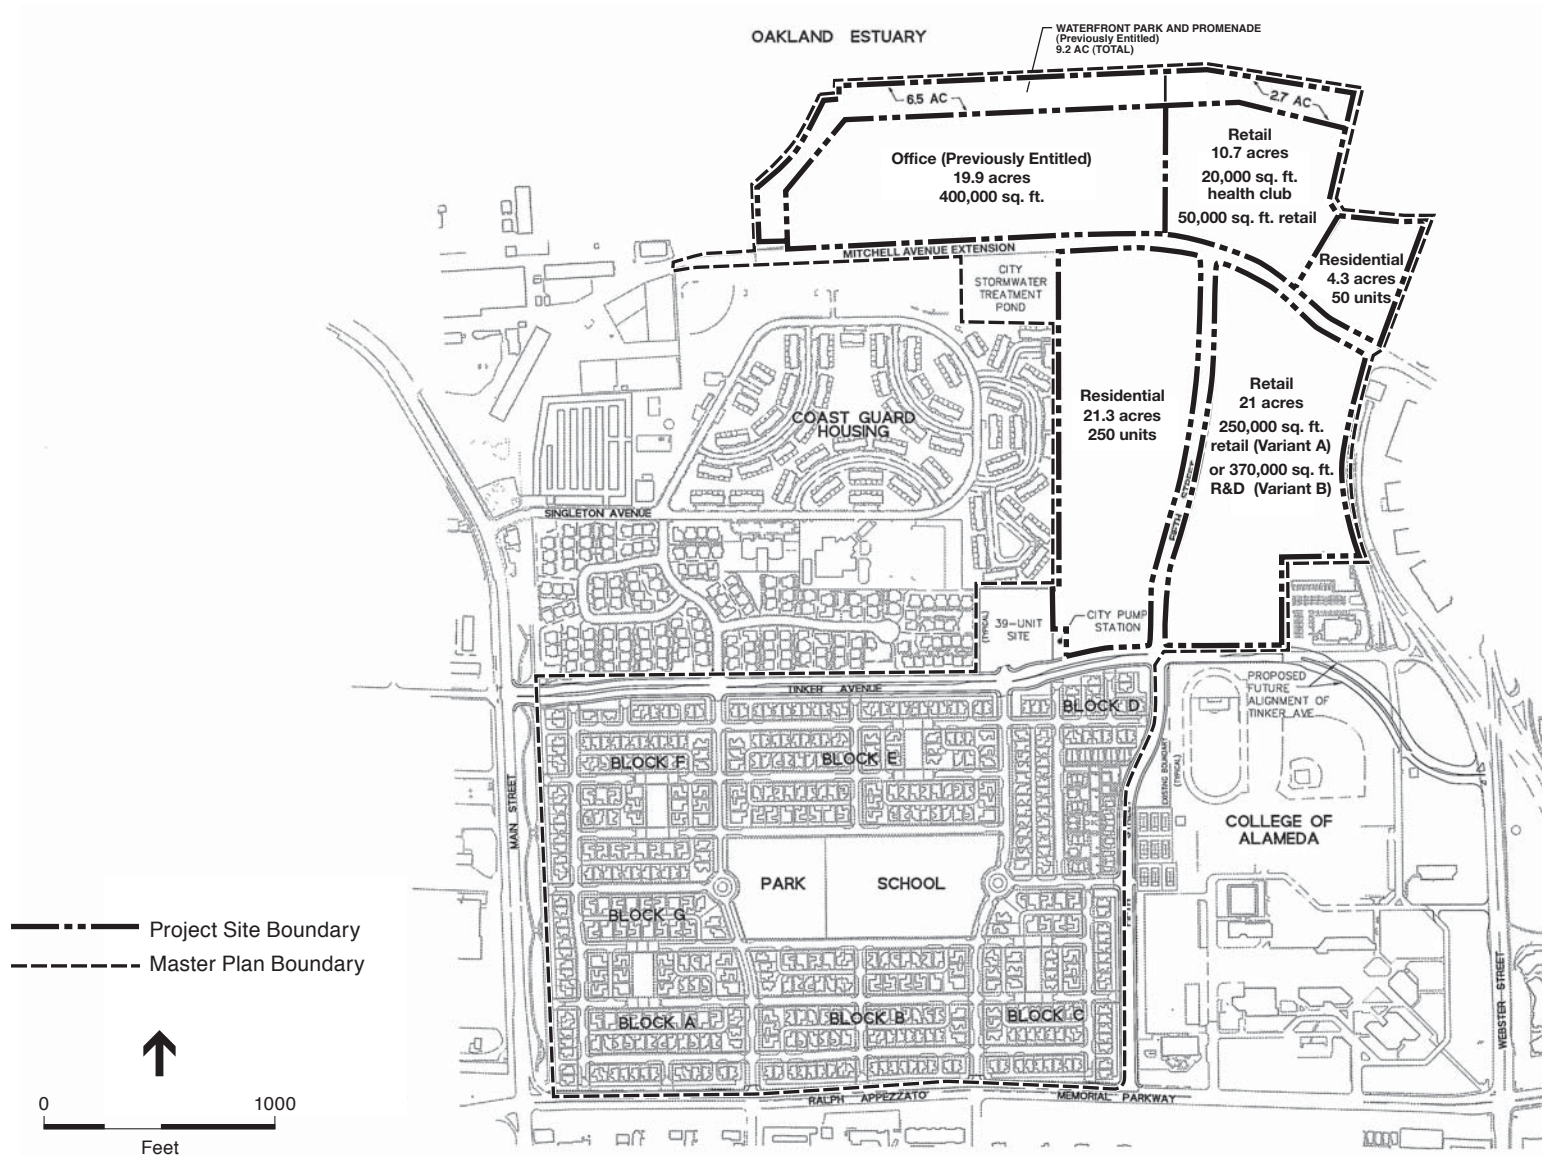 OAKLAND ESTUARY
WATERFRONT PARK AND PROMENADE
(Previously Entitled)
9.2 AC (TOTAL)
6.5 AC
2.7 AC
Office (Previously Entitled)
19.9 acres
400,000 sq. ft.
Retail
10.7 acres
20,000 sq. ft.
health club
50,000 sq. ft. retail
MITCHELL AVENUE EXTENSION
Residential
4.3 acres
50 units
CITY
STORMWATER
TREATMENT
POND
Residential
21.3 acres
250 units
Retail
21 acres
250,000 sq. ft.
retail (Variant A)
or 370,000 sq. ft.
R&D (Variant B)
COAST GUARD
HOUSING
FIFTH STREET
SINGLETON AVENUE
(TYPICAL)
39-UNIT
SITE
CITY PUMP
STATION
TINKER AVENUE
PROPOSED
FUTURE
ALIGNMENT OF
TINKER AVE
BLOCK D
BLOCK F
BLOCK E
EXISTING BOUNDARY
(TYPICAL)
MAIN STREET
COLLEGE OF
ALAMEDA
PARK
SCHOOL
BLOCK G
BLOCK A
BLOCK B
BLOCK C
WEBSTER STREET
RALPH APPEZZATO
MEMORIAL PARKWAY
Project Site Boundary
Master Plan Boundary
0
1000
Feet